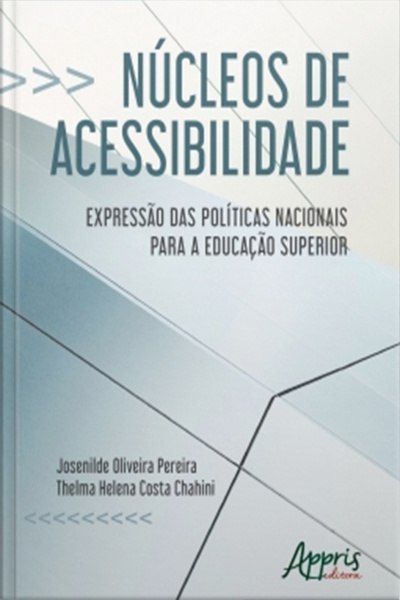 >>> NÚCLEOS DE
ACESSIBILIDADE
EXPRESSÃO DAS POLÍTICAS NACIONAIS
PARA A EDUCAÇÃO SUPERIOR
Josenilde Oliveira Pereira
Thelma Helena Costa Chahini
<<<<<<<<<
Appris
editora